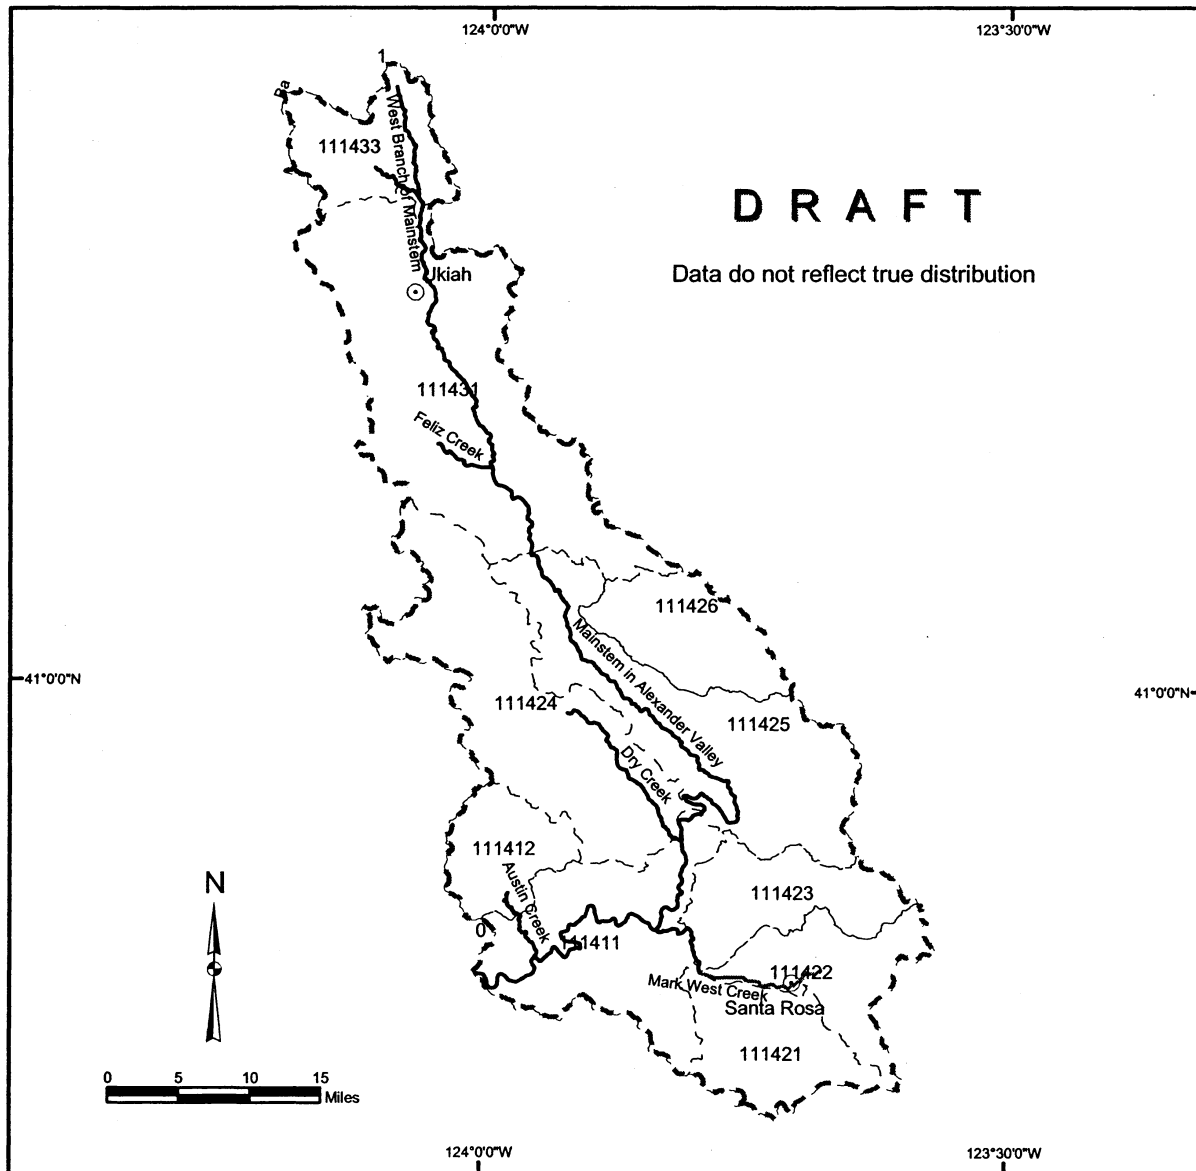 124°0'0"W
123°30'0"W
1
Ba
West Branch of Mainstem
111433
D R A F T
Jkiah
Data do not reflect true distribution
111431
Feliz Creek
111426
Mainstem in Alexander Valley
41°0'0"N
41°0'0"N
111424
111425
Dry Creek
111412
Austin Creek
N
111423
0
11411
111422
Mark West Creek
Santa Rosa
111421
0 5 10 15
Miles
124°0'0"W
123°30'0"W